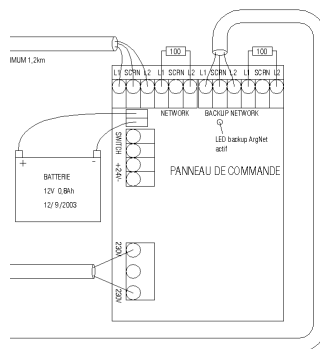 100
100
IMUM 1,2km
L1 SCRN L2 L1 SCRN L2 L1 SCRN L2 L1 SCRN L2
NETWORK
BACKUP NETWORK
LED backup ArgNet
actif
SWITCH
+24V-
+ -
BATTERIE
12V 0,8Ah
12/9/2003
PANNEAU DE COMMANDE
230V
230V